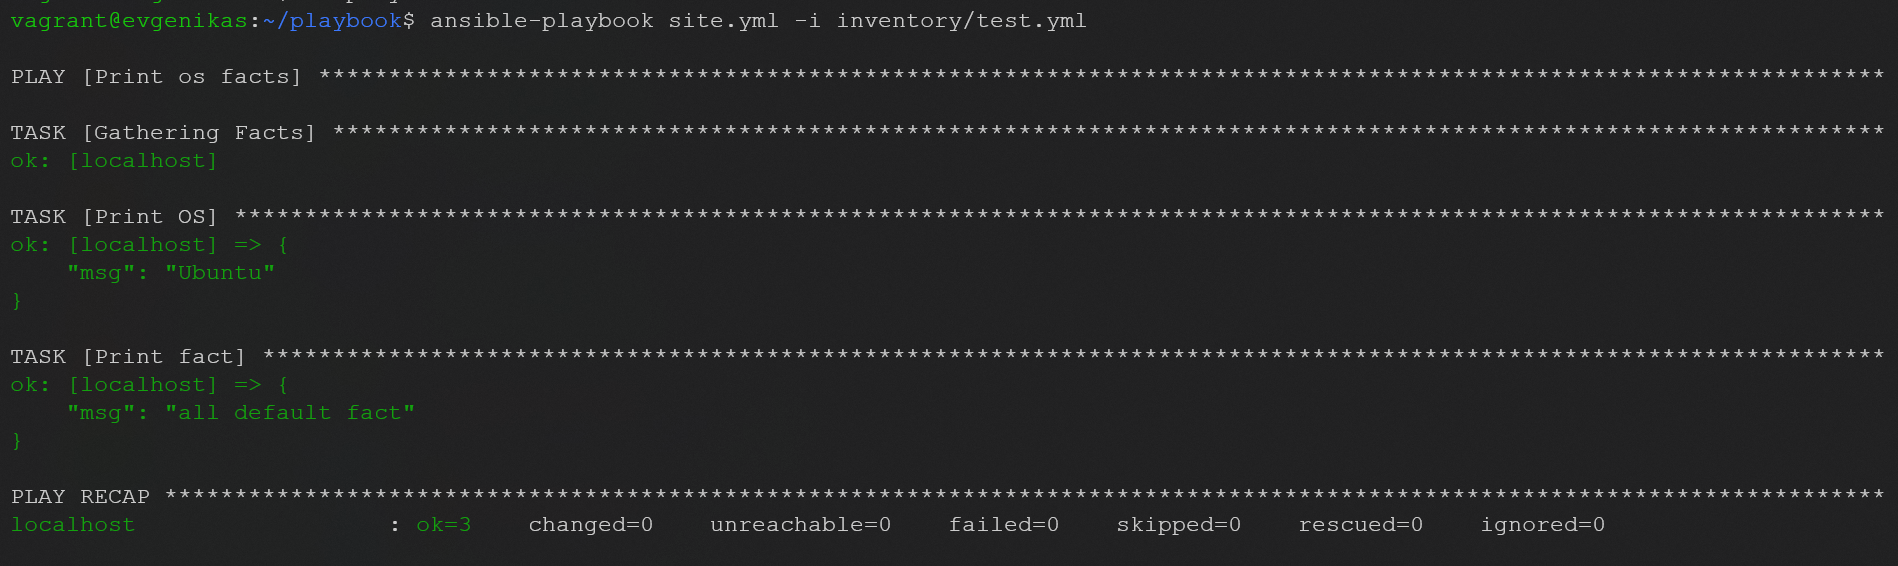 vagrant@evgenikas:~/playbook$ ansible-playbook site.yml -i inventory/test.yml
PLAY [Print os facts] ****************************************************************************************************************
TASK [Gathering Facts] ***************************************************************************************************************
ok: [localhost]
TASK [Print OS] **********************************************************************************************************************
ok: [localhost] => {
    "msg": "Ubuntu"
}
TASK [Print fact] ********************************************************************************************************************
ok: [localhost] => {
    "msg": "all default fact"
}
PLAY RECAP ***************************************************************************************************************************
localhost                  : ok=3    changed=0    unreachable=0    failed=0    skipped=0    rescued=0    ignored=0